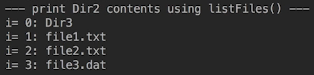 --- print Dir2 contents using listFiles() ---
i= 0: Dir3
i= 1: file1.txt
i= 2: file2.txt
i= 3: file3.dat